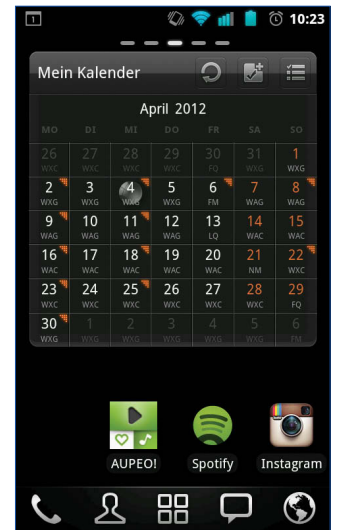 1 10:23
Mein Kalender
April 2012
MO DI MI DO FR SA SO
26 27 28 29 30 31 1
WXC WXC WXC WXC FQ WXG WXG
2 3 4 5 6 7 8
WXG WXG WXG WXG FM WAG WAG
9 10 11 12 13 14 15
WAG WAG WAG WAG LQ WAC WAC
16 17 18 19 20 21 22
WAC WAC WAC WAC WAC NM WXC
23 24 25 26 27 28 29
WXC WXC WXC WXC WXC WXC FQ
30 1 2 3 4 5 6
WXG WXG WXG WXG WXG WXG FM
AUPEO! Spotify Instagram